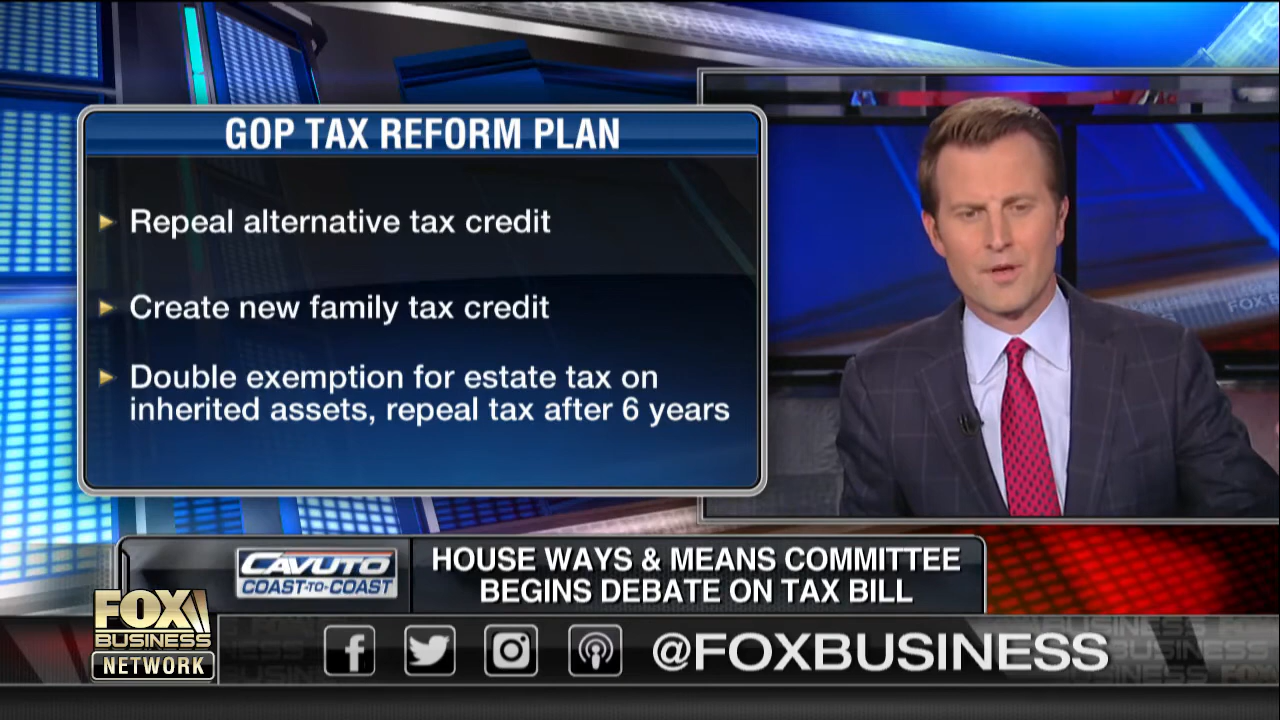 GOP TAX REFORM PLAN
Repeal alternative tax credit
Create new family tax credit
Double exemption for estate tax on
inherited assets, repeal tax after 6 years
CAVUTO
COAST-TO-COAST
HOUSE WAYS & MEANS COMMITTEE
BEGINS DEBATE ON TAX BILL
FOX
BUSINESS
NETWORK
@FOXBUSINESS